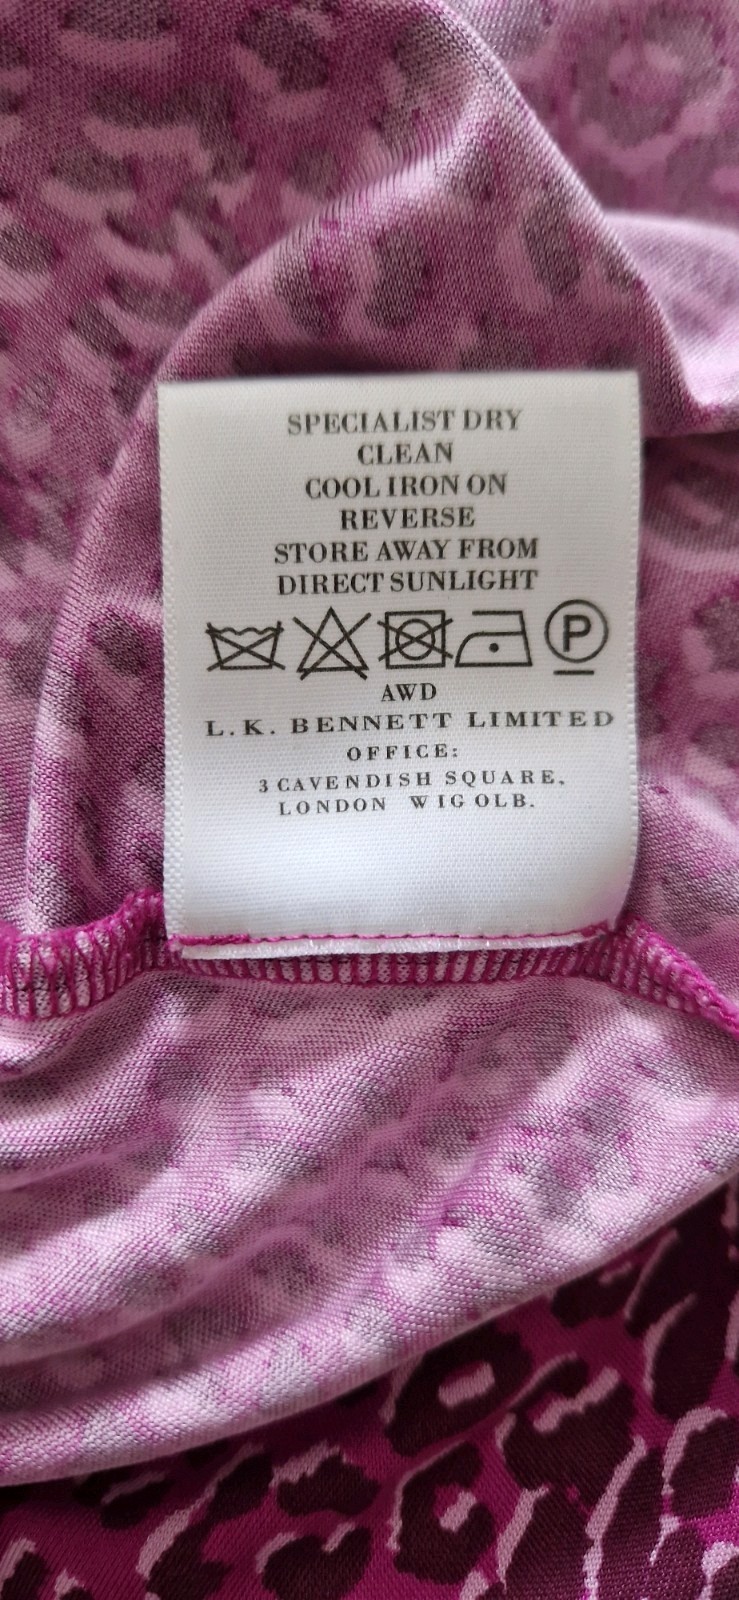 SPECIALIST DRY
CLEAN
COOL IRON ON
REVERSE
STORE AWAY FROM
DIRECT SUNLIGHT
P
AWD
L.K. BENNETT LIMITED
OFFICE:
3 CAVENDISH SQUARE,
LONDON W1G OLB.